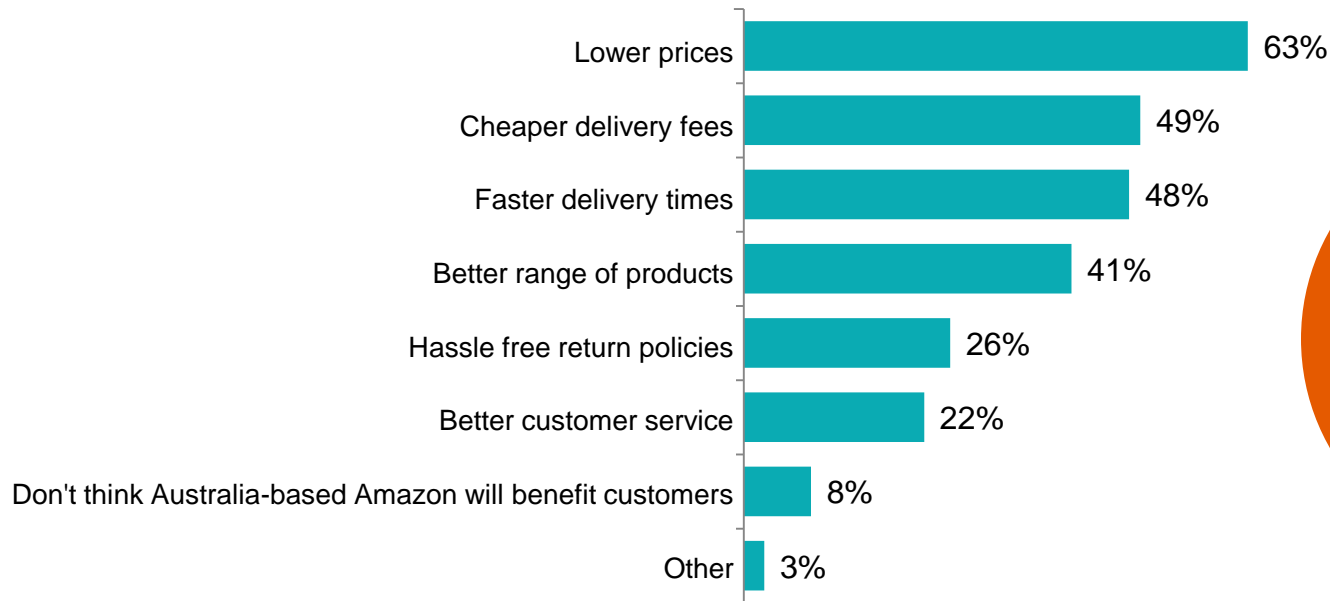 Lower prices 63%
Cheaper delivery fees 49%
Faster delivery times 48%
Better range of products 41%
Hassle free return policies 26%
Better customer service 22%
Don't think Australia-based Amazon will benefit customers 8%
Other 3%